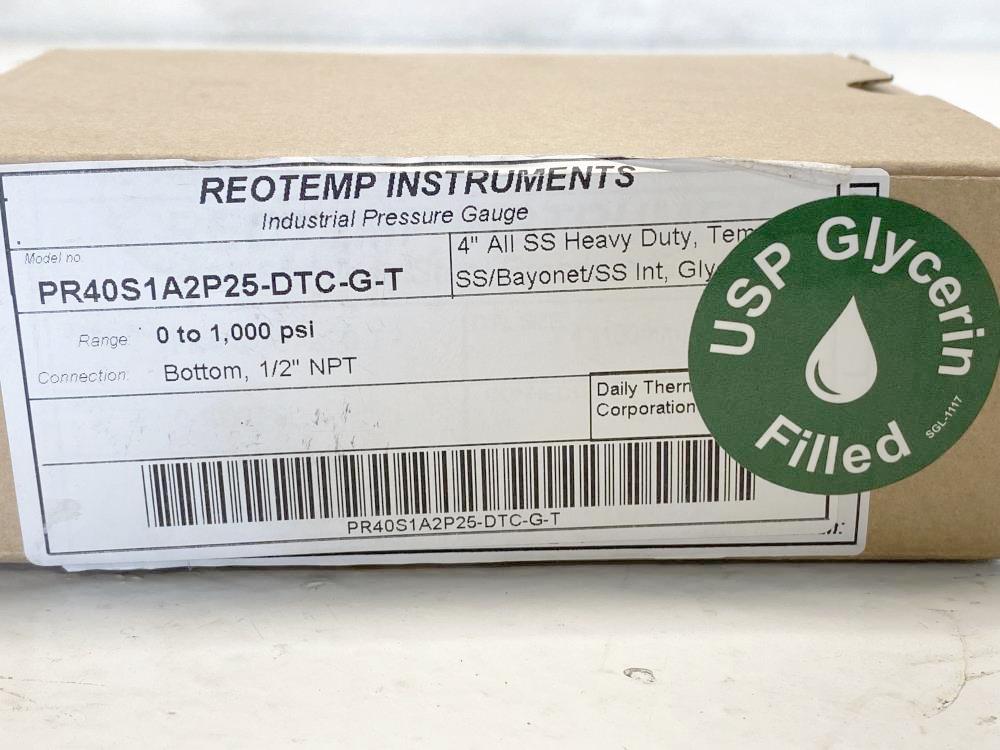 REOTEMP INSTRUMENTS
Industrial Pressure Gauge
Model no.
PR40S1A2P25-DTC-G-T
4" All SS Heavy Duty, Tem
SS/Bayonet/SS Int, Gly
Range: 0 to 1,000 psi
Connection: Bottom, 1/2" NPT
Daily Therm
Corporation
PR40S1A2P25-DTC-G-T
USP Glycerin
Filled
SGL-1117